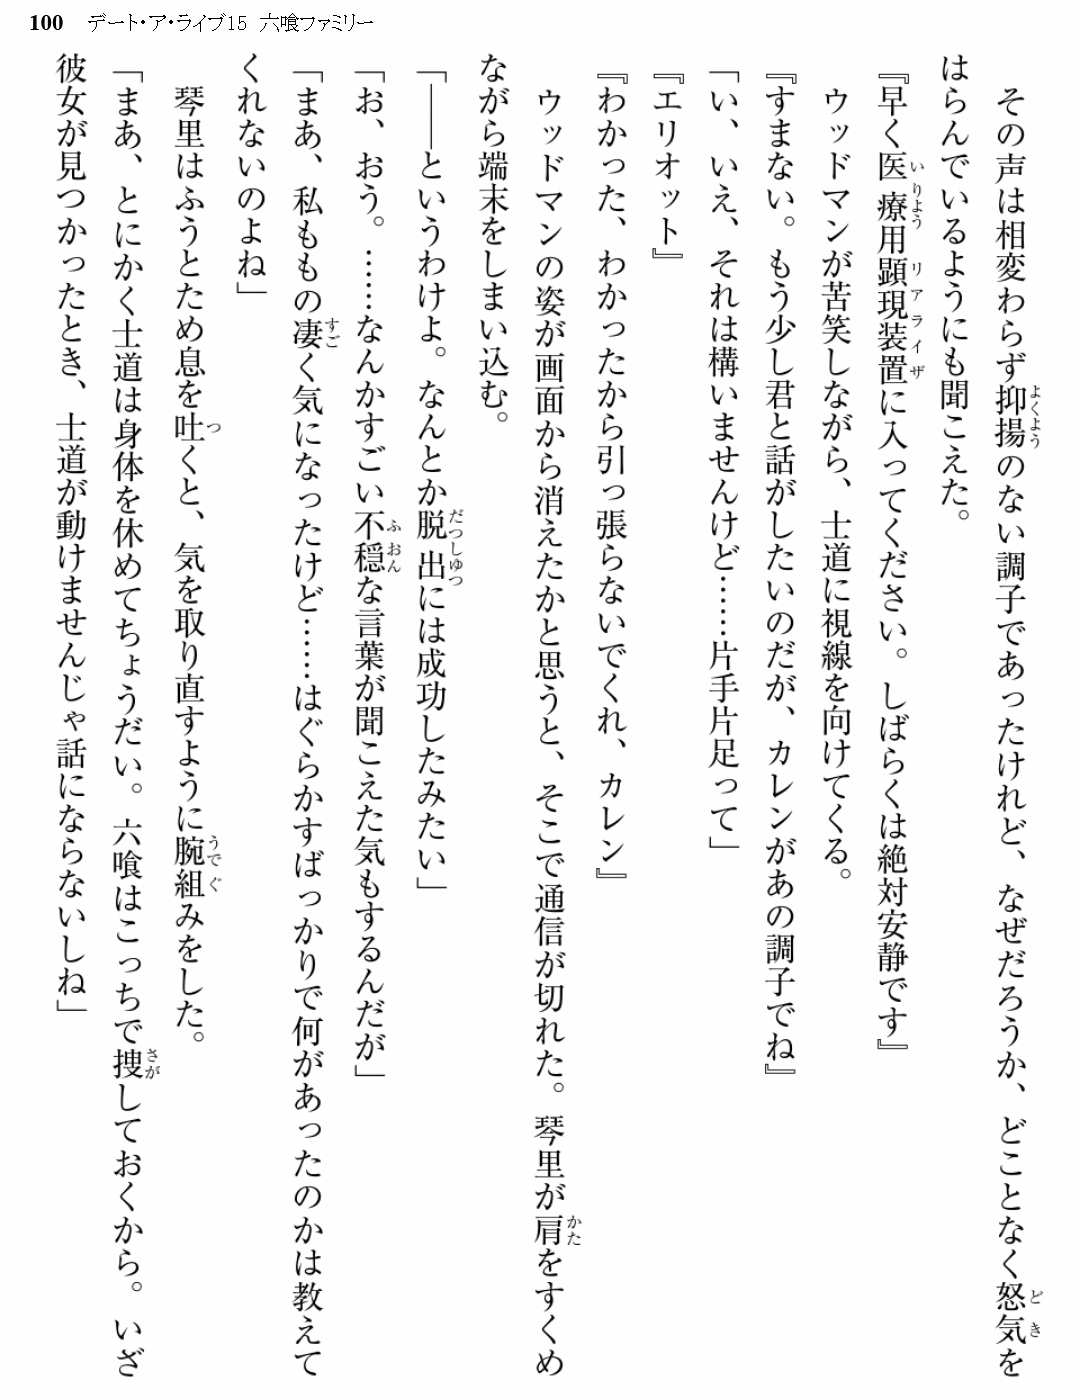 100 デート・ア・ライブ15 六喰ファミリー
その声は相変わらず抑揚のない調子であったけれど、なぜだろうか、どことなく怒気を
はらんでいるようにも聞こえた。
『早く医療用顕現装置に入ってください。しばらくは絶対安静です』
ウッドマンが苦笑しながら、士道に視線を向けてくる。
『すまない。もう少し君と話がしたいのだが、カレンがあの調子でね』
「い、いえ、それは構いませんけど……片手片足って」
『エリオット』
『わかった、わかったから引っ張らないでくれ、カレン』
ウッドマンの姿が画面から消えたかと思うと、そこで通信が切れた。琴里が肩をすくめ
ながら端末をしまい込む。
「――というわけよ。なんとか脱出には成功したみたい」
「お、おう。……なんかすごい不穏な言葉が聞こえた気もするんだが」
「まあ、私もも の凄く気になったけど……はぐらかすばっかりで何があったのかは教えて
くれないのよね」
琴里はふうとため息を吐くと、気を取り直すように腕組みをした。
「まあ、とにかく士道は身体を休めてちょうだい。六喰はこっちで捜しておくから。いざ
彼女が見つかったとき、士道が動けませんじゃ話にならないしね」